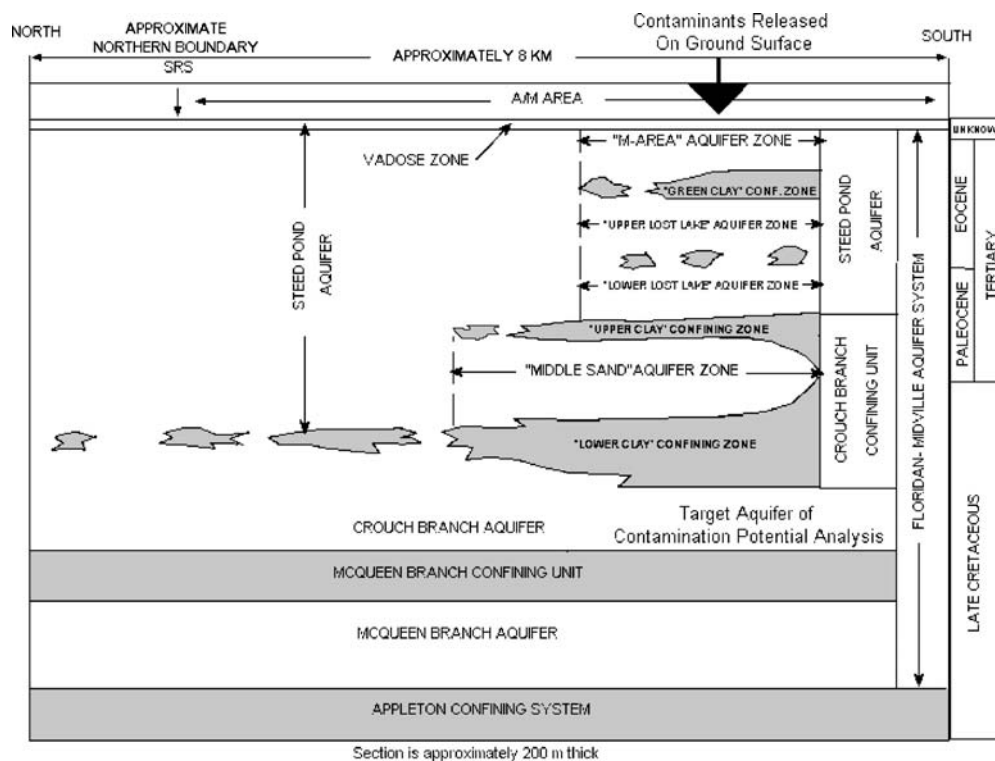 Contaminants Released
On Ground Surface
NORTH
APPROXIMATE
NORTHERN BOUNDARY
SRS
APPROXIMATELY 8 KM
SOUTH
A/M AREA
UNKNOWN
VADOSE ZONE
"M-AREA" AQUIFER ZONE
"GREEN CLAY" CONF. ZONE
"UPPER LOST LAKE" AQUIFER ZONE
"LOWER LOST LAKE" AQUIFER ZONE
STEED POND
AQUIFER
STEED POND
AQUIFER
EOCENE
TERTIARY
PALEOCENE
"UPPER CLAY" CONFINING ZONE
"MIDDLE SAND" AQUIFER ZONE
"LOWER CLAY" CONFINING ZONE
CROUCH BRANCH
CONFINING UNIT
FLORIDAN- MIDVILLE AQUIFER SYSTEM
LATE CRETACEOUS
Target Aquifer of
Contamination Potential Analysis
CROUCH BRANCH AQUIFER
MCQUEEN BRANCH CONFINING UNIT
MCQUEEN BRANCH AQUIFER
APPLETON CONFINING SYSTEM
Section is approximately 200 m thick